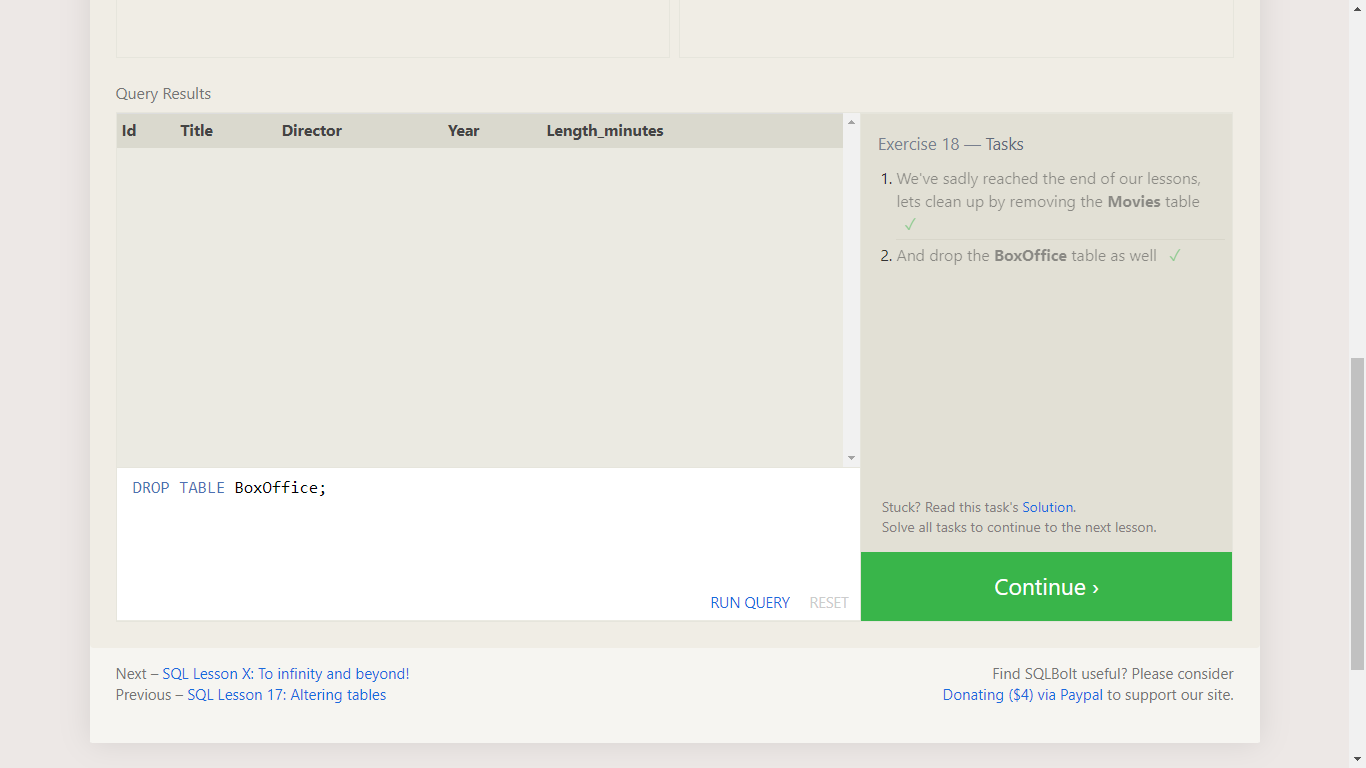 Query Results
Id Title Director Year Length_minutes
Exercise 18 — Tasks
1. We've sadly reached the end of our lessons,
lets clean up by removing the Movies table
✓
2. And drop the BoxOffice table as well ✓
DROP TABLE BoxOffice;
Stuck? Read this task's Solution.
Solve all tasks to continue to the next lesson.
RUN QUERY RESET
Continue ›
Next – SQL Lesson X: To infinity and beyond!
Previous – SQL Lesson 17: Altering tables
Find SQLBolt useful? Please consider
Donating ($4) via Paypal to support our site.